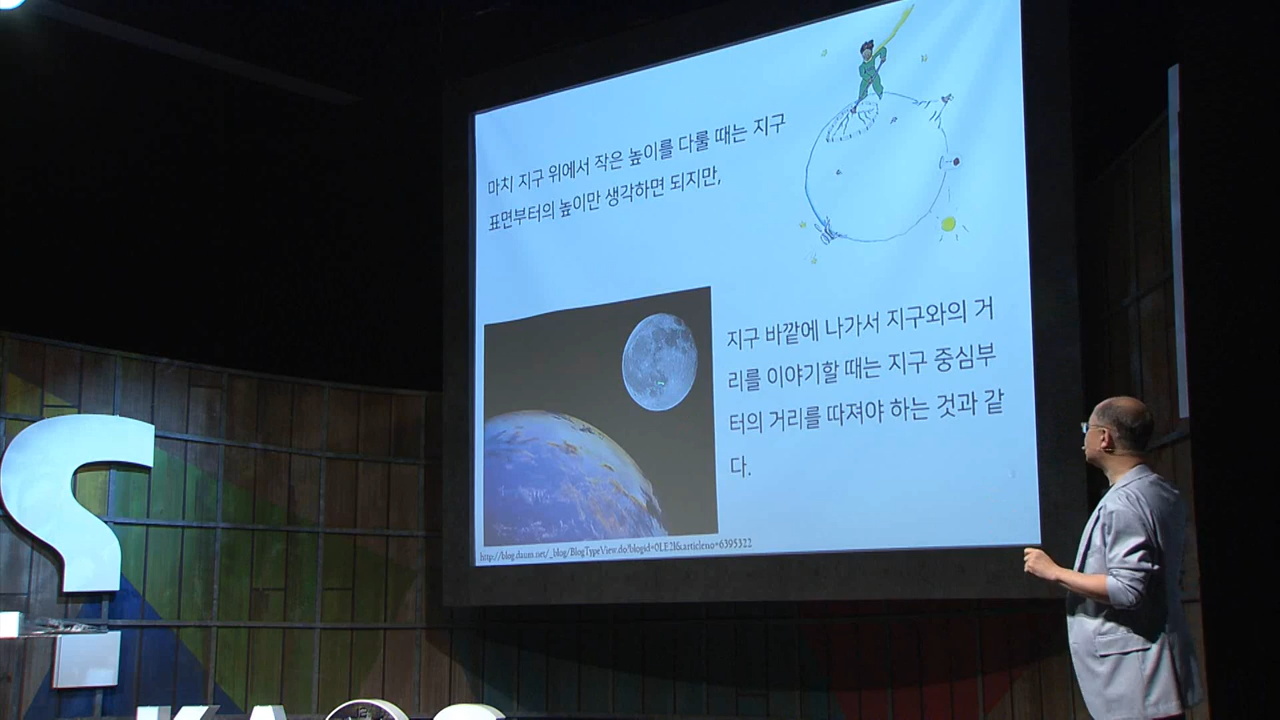 마치 지구 위에서 작은 높이를 다룰 때는 지구
표면부터의 높이만 생각하면 되지만,
지구 바깥에 나가서 지구와의 거
리를 이야기할 때는 지구 중심부
터의 거리를 따져야 하는 것과 같
다.
http://blog.daum.net/_blog/BlogTypeView.do?blogid=0LE2I&articleno=6395322
KAOS